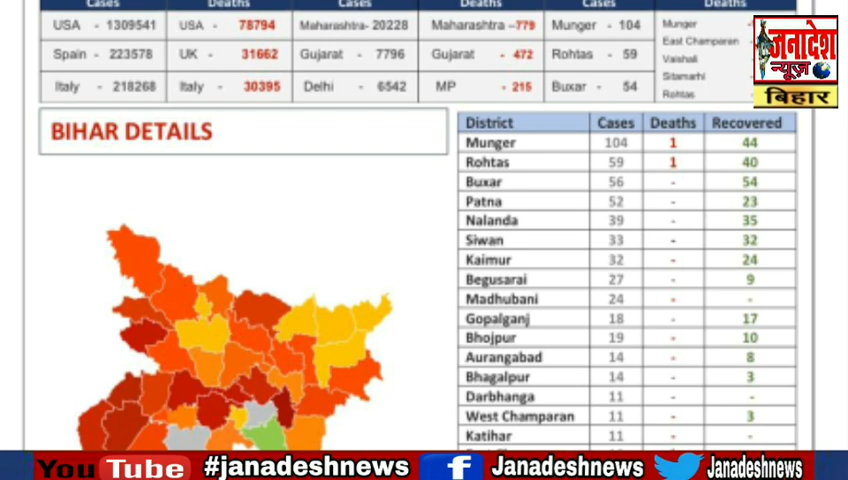 Cases Deaths Cases Deaths Cases Deaths
USA - 1309541 USA - 78794 Maharashtra- 20228 Maharashtra –779 Munger - 104 Munger
East Champaran
Spain - 223578 UK - 31662 Gujarat - 7796 Gujarat - 472 Rohtas - 59 Vaishali
Sitamarhi
Italy - 218268 Italy - 30395 Delhi - 6542 MP - 215 Buxar - 54 Rohtas
जनादेश
न्यूज़
बिहार
BIHAR DETAILS
District Cases Deaths Recovered
Munger 104 1 44
Rohtas 59 1 40
Buxar 56 - 54
Patna 52 - 23
Nalanda 39 - 35
Siwan 33 - 32
Kaimur 32 - 24
Begusarai 27 - 9
Madhubani 24 - -
Gopalganj 18 - 17
Bhojpur 19 - 10
Aurangabad 14 - 8
Bhagalpur 14 - 3
Darbhanga 11 - -
West Champaran 11 - 3
Katihar 11 - -
You Tube #janadeshnews f Janadeshnews Janadeshnews